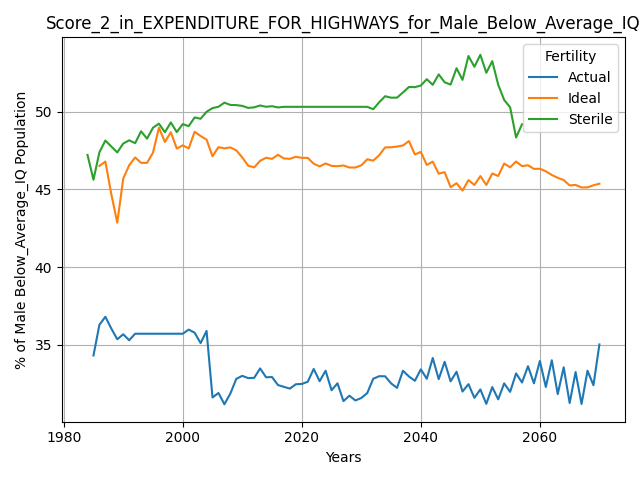 Score_2_in_EXPENDITURE_FOR_HIGHWAYS_for_Male_Below_Average_IQ
Fertility
Actual
Ideal
Sterile
% of Male Below_Average_IQ Population
50
45
40
35
1980
2000
2020
2040
2060
Years